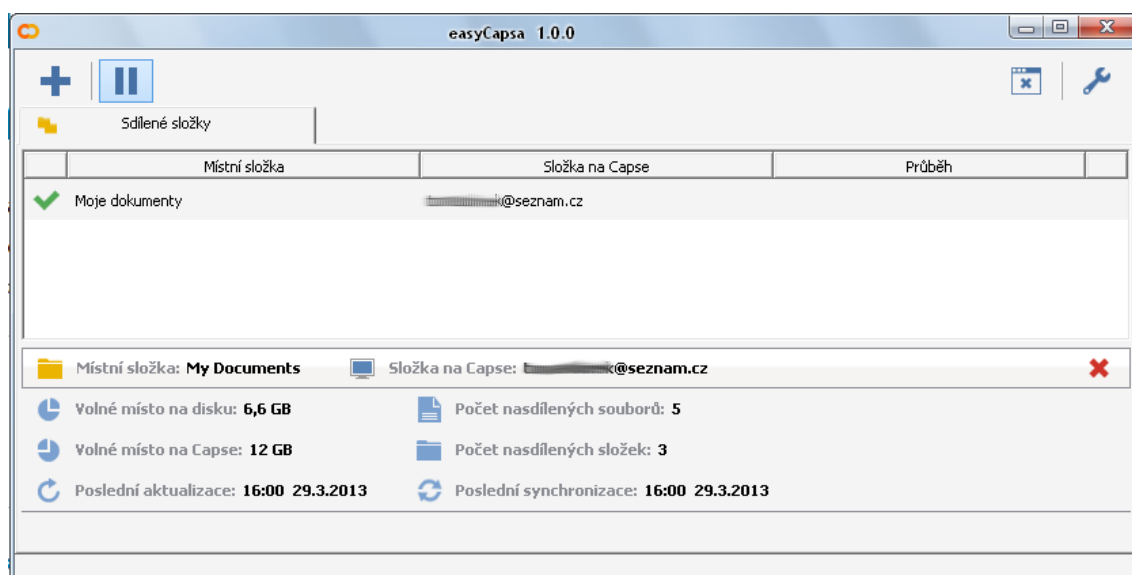 easyCapsa 1.0.0
Sdílené složky
Místní složka Složka na Capse Průběh
Moje dokumenty @seznam.cz
Místní složka: My Documents Složka na Capse: @seznam.cz
Volné místo na disku: 6,6 GB Počet nasdílených souborů: 5
Volné místo na Capse: 12 GB Počet nasdílených složek: 3
Poslední aktualizace: 16:00 29.3.2013 Poslední synchronizace: 16:00 29.3.2013